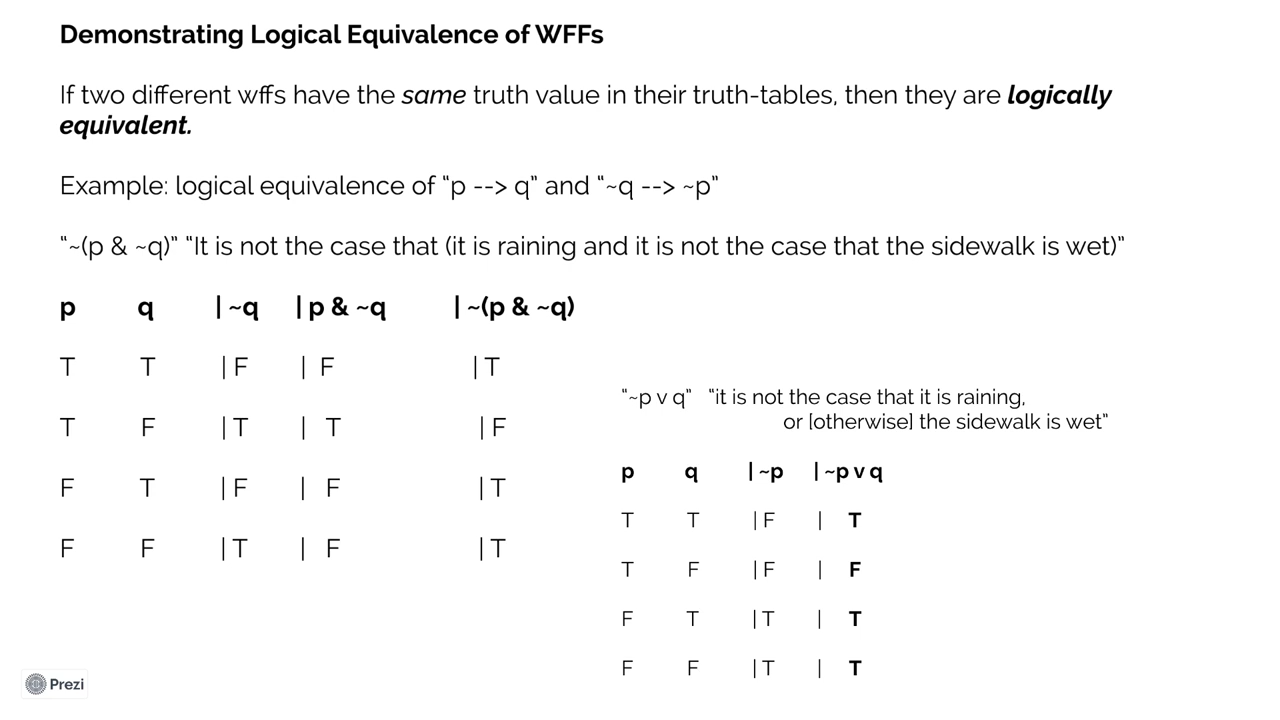 Demonstrating Logical Equivalence of WFFs
If two different wffs have the same truth value in their truth-tables, then they are logically
equivalent.
Example: logical equivalence of “p --> q” and “~q --> ~p”
“~(p & ~q)” “It is not the case that (it is raining and it is not the case that the sidewalk is wet)”
p q | ~q | p & ~q | ~(p & ~q)
T T | F | F | T
T F | T | T | F
F T | F | F | T
F F | T | F | T
“~p v q” “it is not the case that it is raining,
or [otherwise] the sidewalk is wet”
p q | ~p | ~p v q
T T | F | T
T F | F | F
F T | T | T
F F | T | T
Prezi